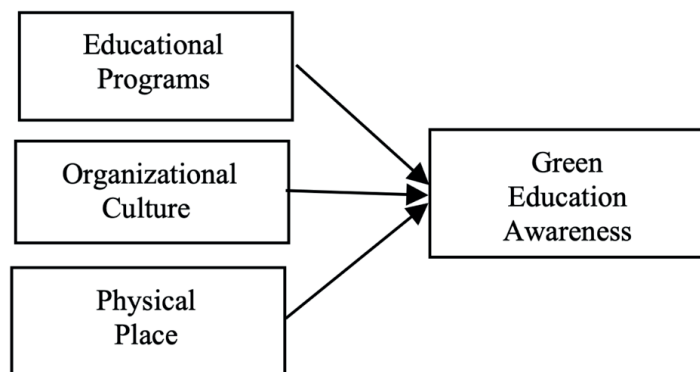 Educational
Programs
Organizational
Culture
Physical
Place
Green
Education
Awareness